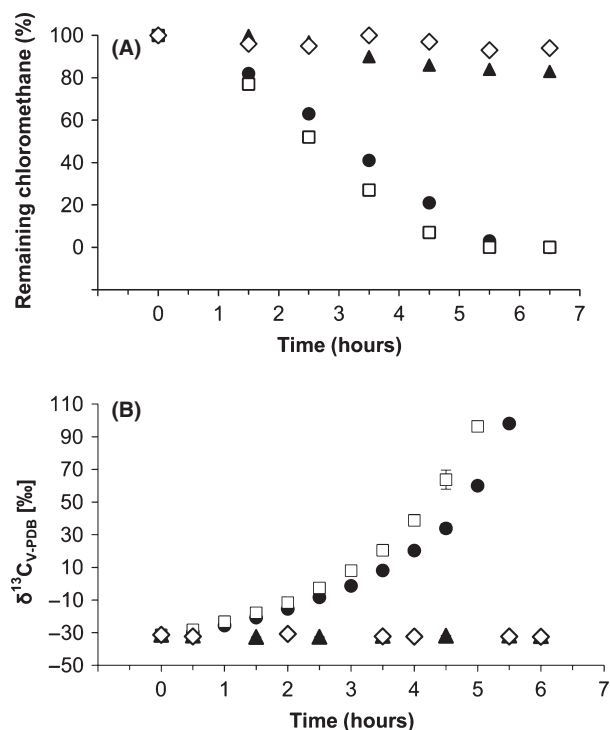 (A)
Remaining chloromethane (%)
100
80
60
40
20
0
0 1 2 3 4 5 6 7
Time (hours)
(B)
δ13CV-PDB [‰]
110
90
70
50
30
10
−10
−30
−50
0 1 2 3 4 5 6 7
Time (hours)